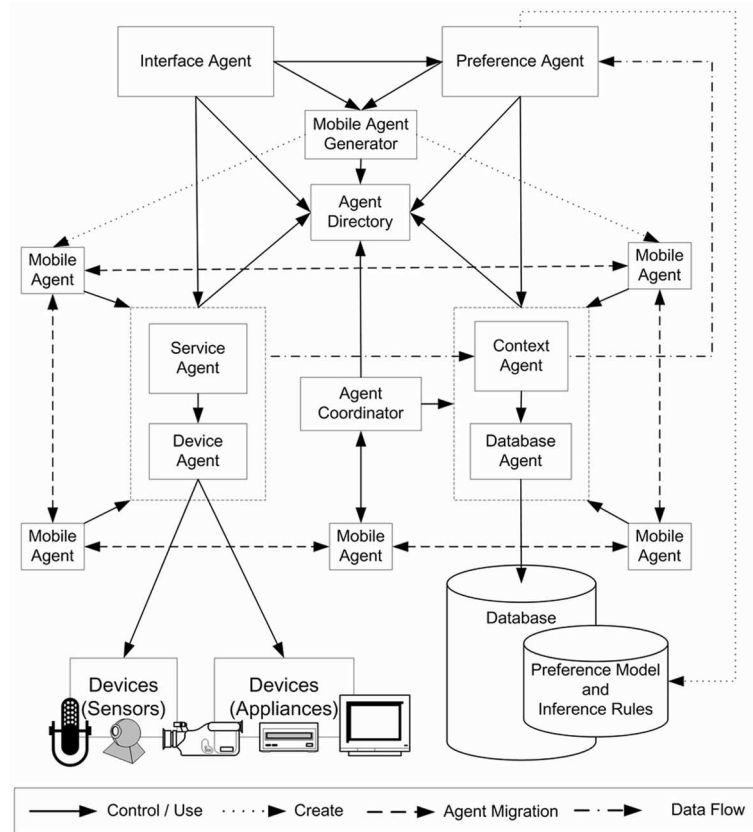 Interface Agent
Preference Agent
Mobile Agent
Generator
Agent
Directory
Mobile
Agent
Mobile
Agent
Service
Agent
Context
Agent
Agent
Coordinator
Device
Agent
Database
Agent
Mobile
Agent
Mobile
Agent
Mobile
Agent
Database
Preference Model
and
Inference Rules
Devices
(Sensors)
Devices
(Appliances)
Control / Use
Create
Agent Migration
Data Flow